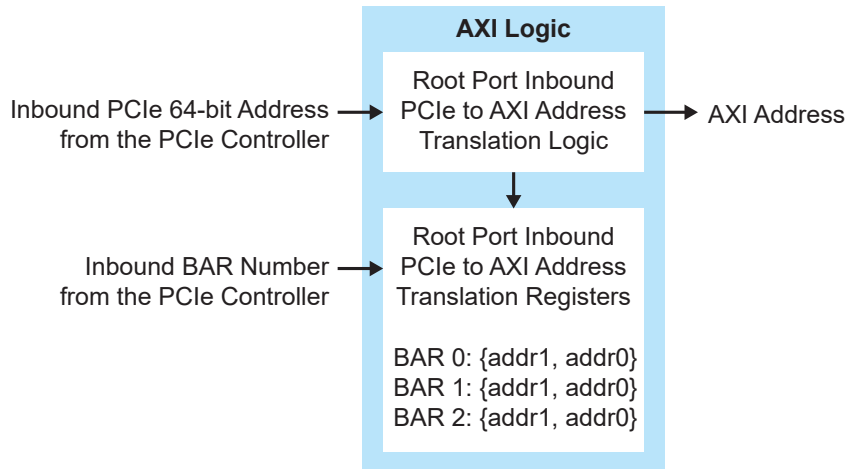 AXI Logic
Inbound PCIe 64-bit Address
from the PCIe Controller
Root Port Inbound
PCIe to AXI Address
Translation Logic
AXI Address
Inbound BAR Number
from the PCIe Controller
Root Port Inbound
PCIe to AXI Address
Translation Registers
BAR 0: {addr1, addr0}
BAR 1: {addr1, addr0}
BAR 2: {addr1, addr0}